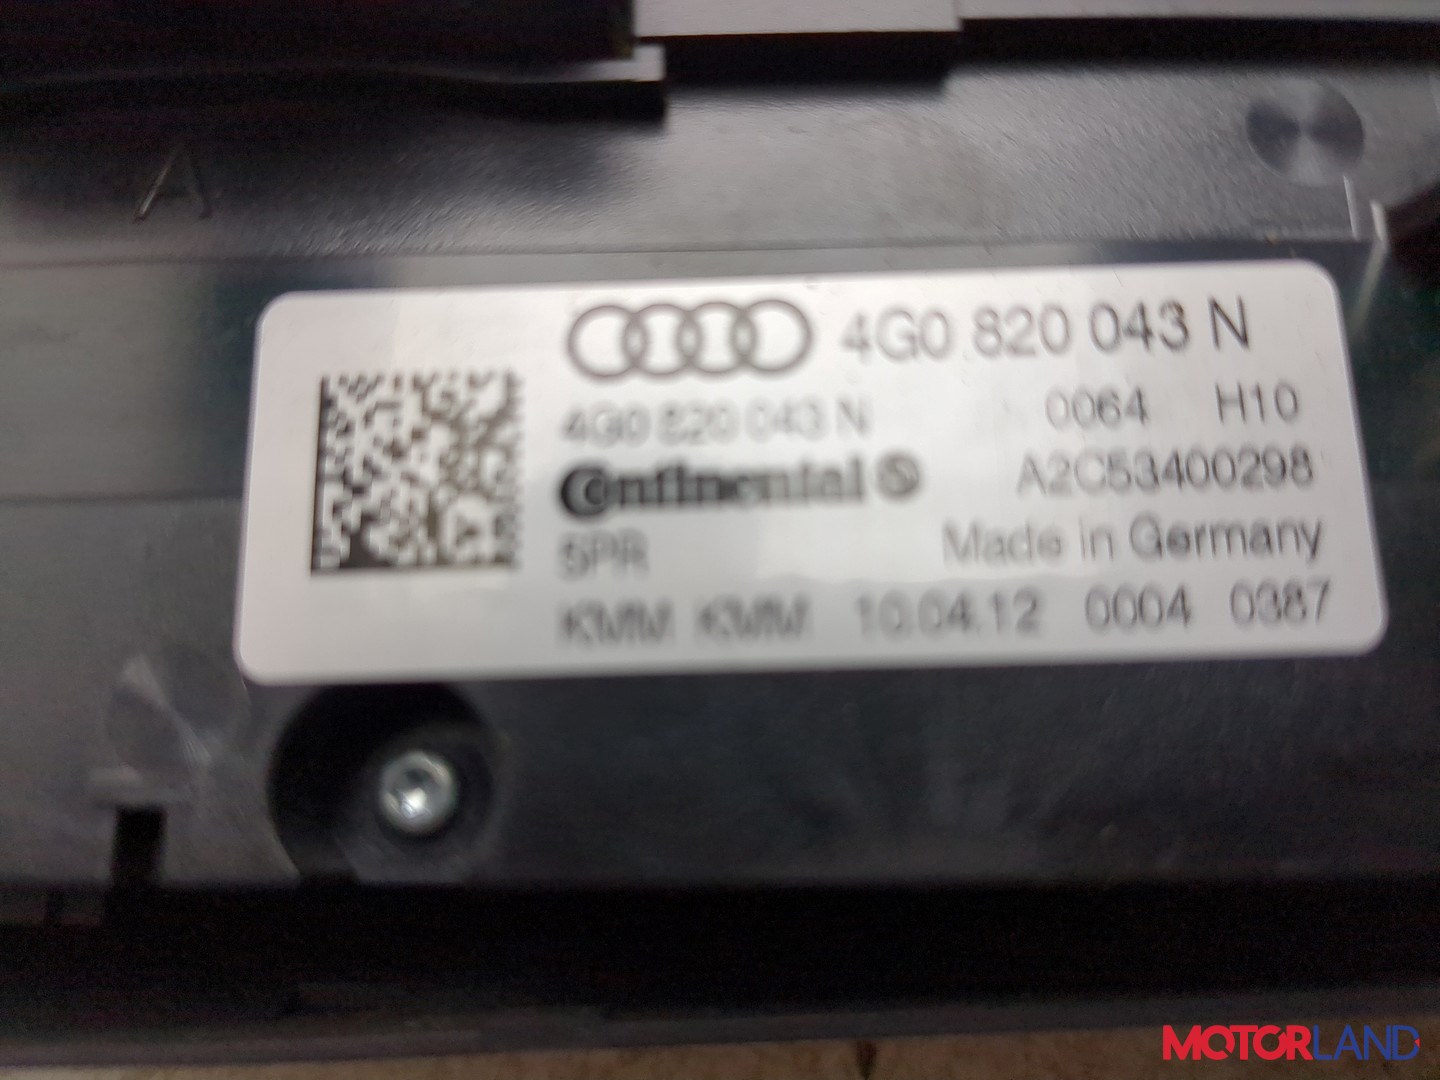 A
4G0 820 043 N
4G0 820 043 N 0064 H10
Continental A2C53400298
5PR Made in Germany
KMM KMM 10.04.12 0004 0387
MOTORLAND